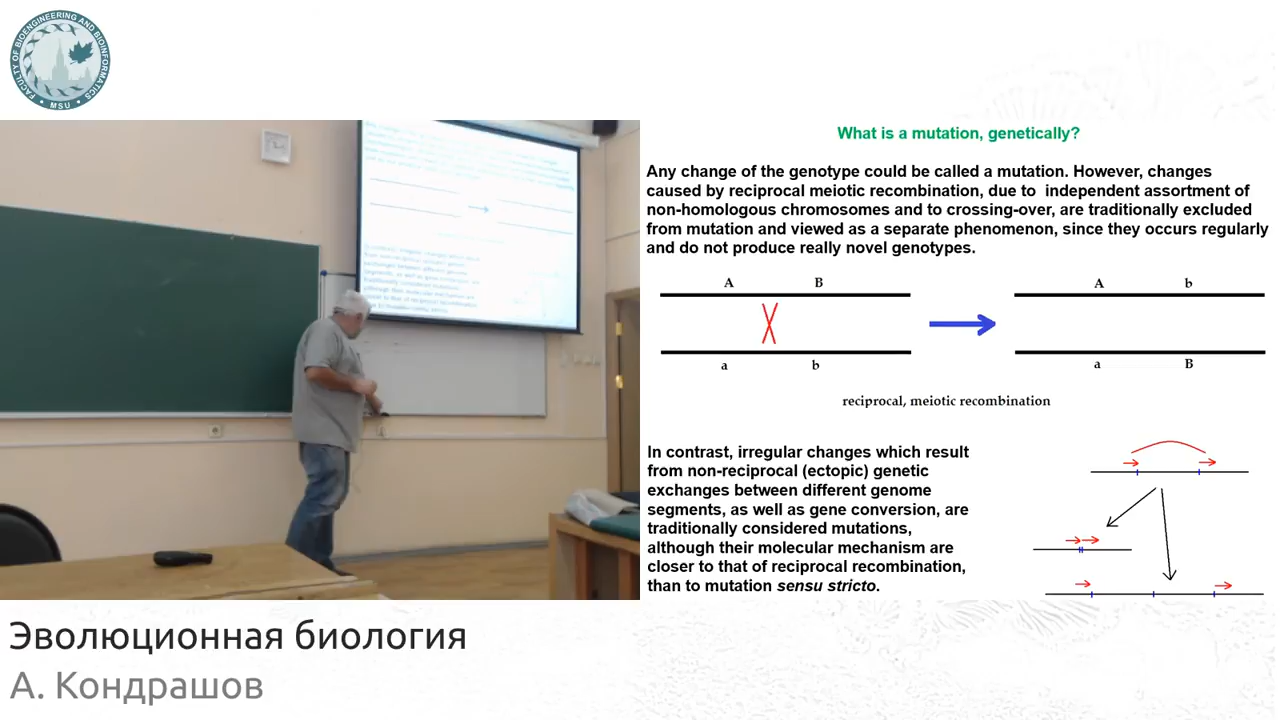 FACULTY OF BIOENGINEERING AND BIOINFORMATICS
• MSU •
What is a mutation, genetically?
Any change of the genotype could be called a mutation. However, changes
caused by reciprocal meiotic recombination, due to independent assortment of
non-homologous chromosomes and to crossing-over, are traditionally excluded
from mutation and viewed as a separate phenomenon, since they occurs regularly
and do not produce really novel genotypes.
A B A b
a b a B
reciprocal, meiotic recombination
In contrast, irregular changes which result
from non-reciprocal (ectopic) genetic
exchanges between different genome
segments, as well as gene conversion, are
traditionally considered mutations,
although their molecular mechanism are
closer to that of reciprocal recombination,
than to mutation sensu stricto.
Эволюционная биология
А. Кондрашов